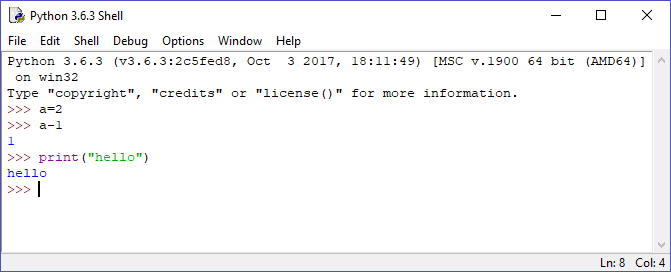 Python 3.6.3 Shell
File Edit Shell Debug Options Window Help
Python 3.6.3 (v3.6.3:2c5fed8, Oct  3 2017, 18:11:49) [MSC v.1900 64 bit (AMD64)]
 on win32
Type "copyright", "credits" or "license()" for more information.
>>> a=2
>>> a-1
1
>>> print("hello")
hello
>>>
Ln: 8 Col: 4